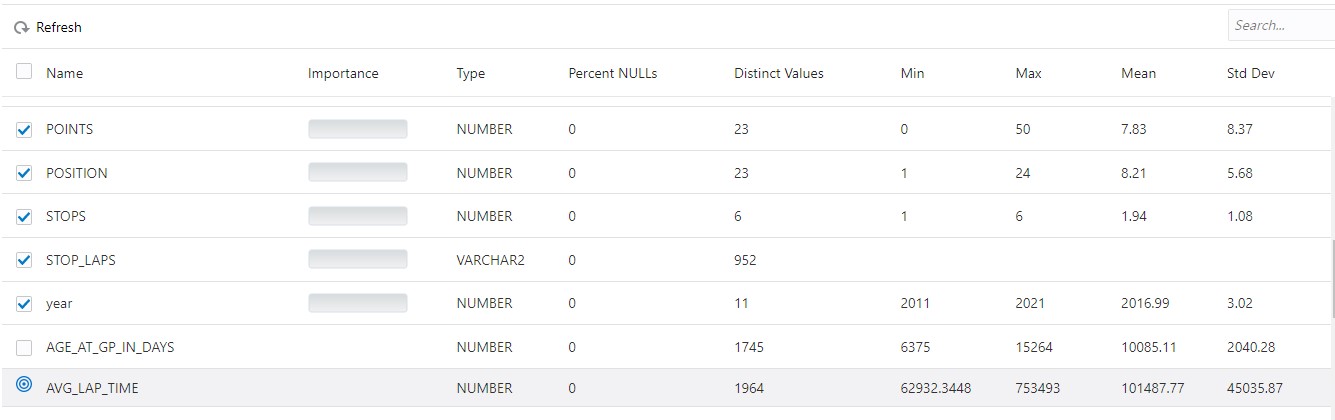 Refresh Search...
Name Importance Type Percent NULLs Distinct Values Min Max Mean Std Dev
POINTS NUMBER 0 23 0 50 7.83 8.37
POSITION NUMBER 0 23 1 24 8.21 5.68
STOPS NUMBER 0 6 1 6 1.94 1.08
STOP_LAPS VARCHAR2 0 952
year NUMBER 0 11 2011 2021 2016.99 3.02
AGE_AT_GP_IN_DAYS NUMBER 0 1745 6375 15264 10085.11 2040.28
AVG_LAP_TIME NUMBER 0 1964 62932.3448 753493 101487.77 45035.87